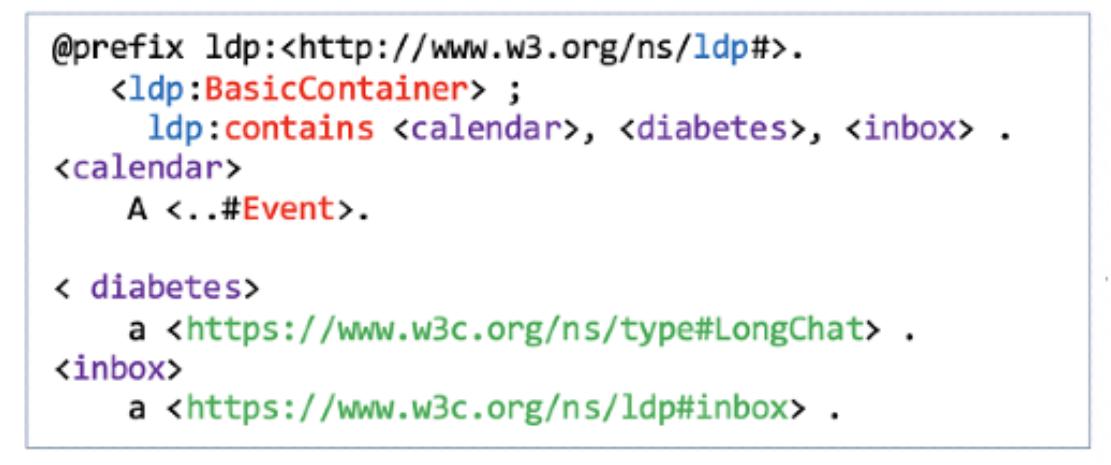 @prefix ldp:<http://www.w3.org/ns/ldp#>.
<ldp:BasicContainer> ;
ldp:contains <calendar>, <diabetes>, <inbox> .
<calendar>
A <..#Event>.
< diabetes>
a <https://www.w3c.org/ns/type#LongChat> .
<inbox>
a <https://www.w3c.org/ns/ldp#inbox> .